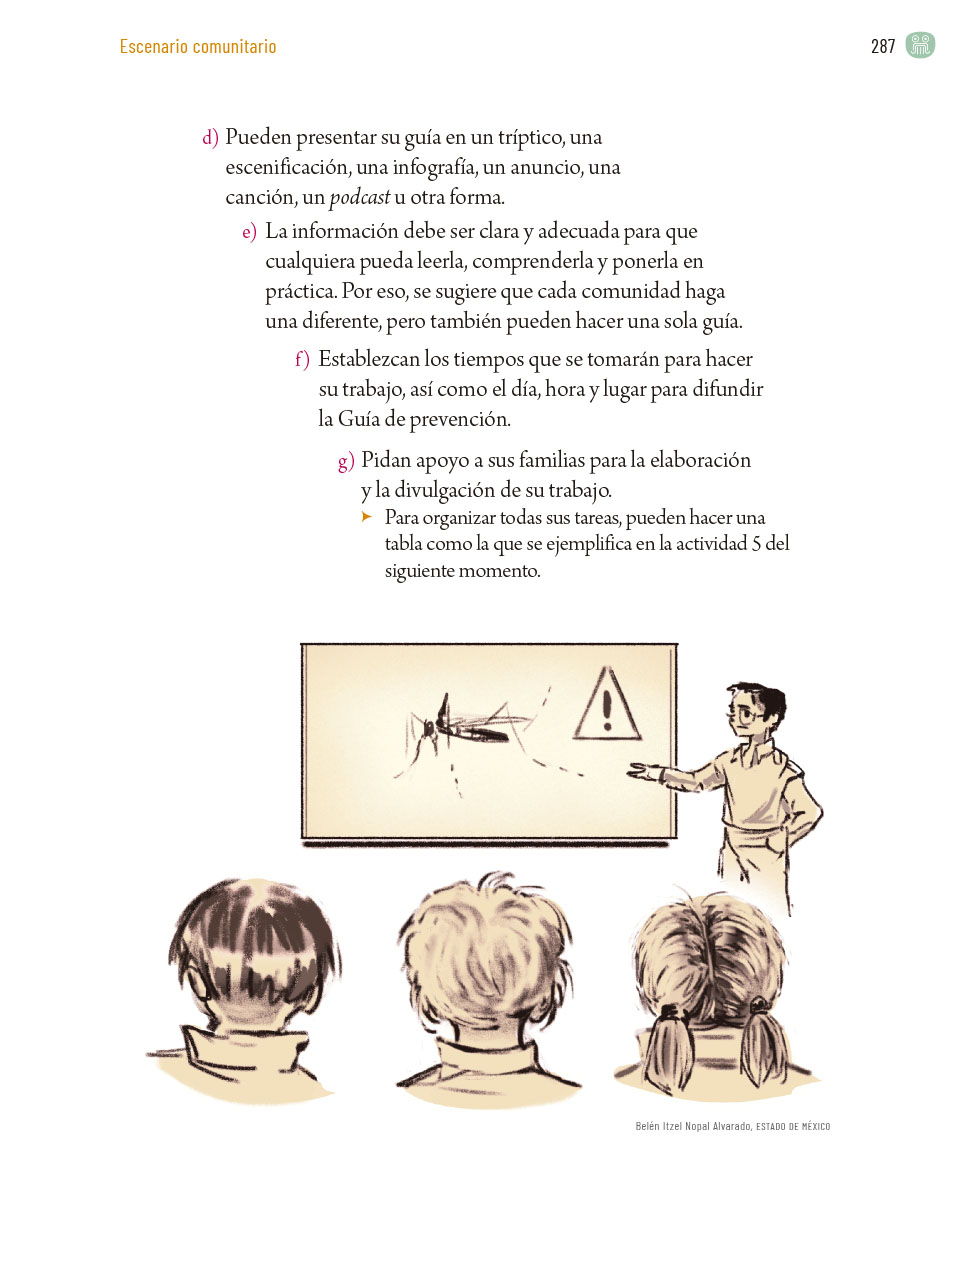 Escenario comunitario
287
d) Pueden presentar su guía en un tríptico, una
escenificación, una infografía, un anuncio, una
canción, un podcast u otra forma.
e) La información debe ser clara y adecuada para que
cualquiera pueda leerla, comprenderla y ponerla en
práctica. Por eso, se sugiere que cada comunidad haga
una diferente, pero también pueden hacer una sola guía.
f) Establezcan los tiempos que se tomarán para hacer
su trabajo, así como el día, hora y lugar para difundir
la Guía de prevención.
g) Pidan apoyo a sus familias para la elaboración
y la divulgación de su trabajo.
➤ Para organizar todas sus tareas, pueden hacer una
tabla como la que se ejemplifica en la actividad 5 del
siguiente momento.
!
Belén Itzel Nopal Alvarado, ESTADO DE MÉXICO